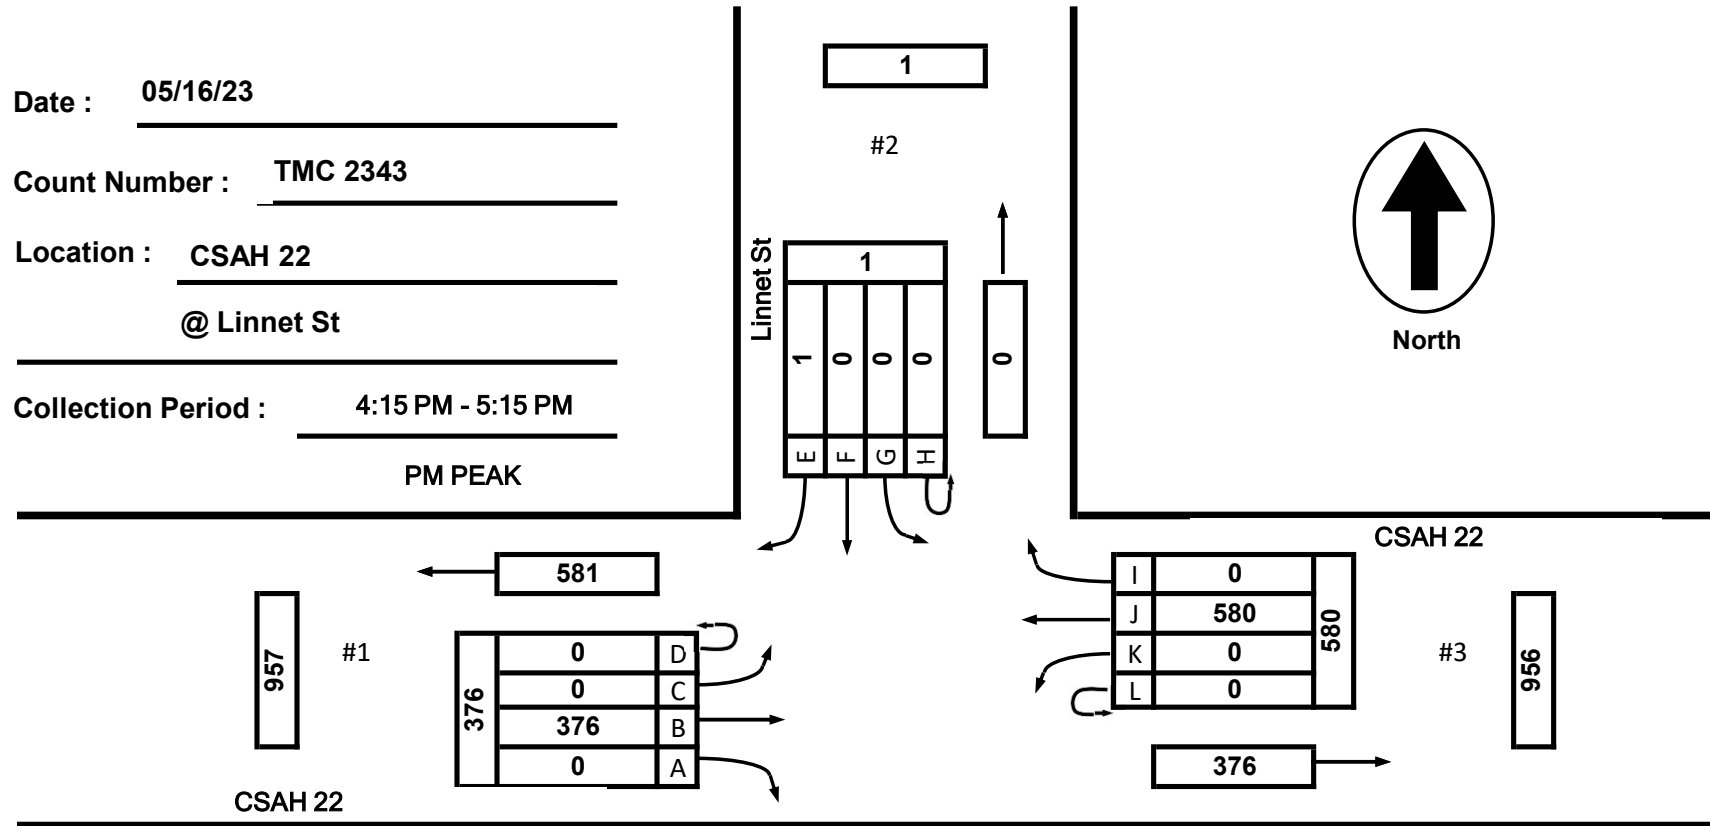 Date : 05/16/23
Count Number : TMC 2343
Location : CSAH 22
@ Linnet St
Collection Period : 4:15 PM - 5:15 PM
PM PEAK
1
#2
Linnet St
1
1 0 0 0
E F G H
0
North
CSAH 22
581
957
#1
376
0 D
0 C
376 B
0 A
CSAH 22
I 0
J 580
K 0
L 0
580
#3
956
376